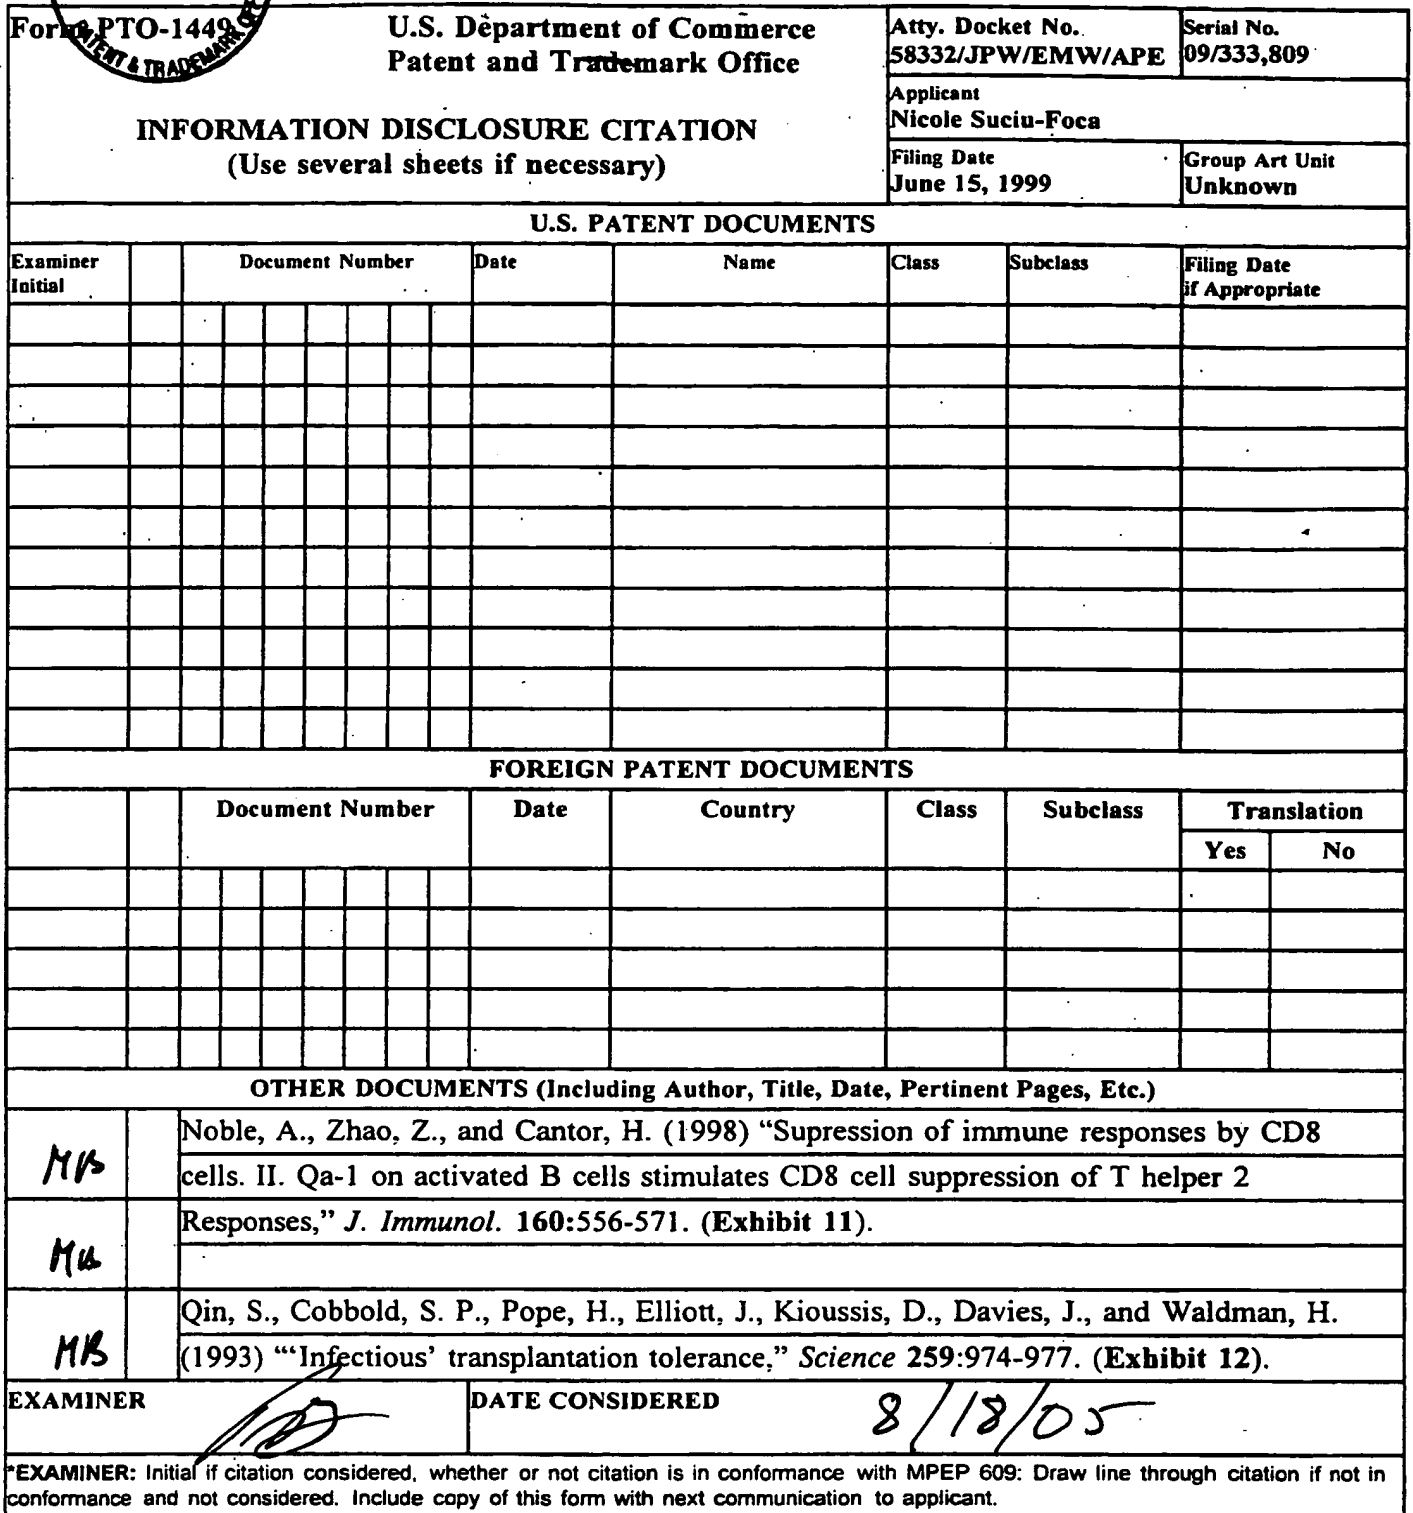 Form PTO-1449
U.S. Department of Commerce
Patent and Trademark Office
PATENT & TRADEMARK
INFORMATION DISCLOSURE CITATION
(Use several sheets if necessary)
Atty. Docket No.
58332/JPW/EMW/APE
Serial No.
09/333,809
Applicant
Nicole Suciu-Foca
Filing Date
June 15, 1999
Group Art Unit
Unknown
U.S. PATENT DOCUMENTS
Examiner
Initial
Document Number
Date
Name
Class
Subclass
Filing Date
if Appropriate
FOREIGN PATENT DOCUMENTS
Document Number
Date
Country
Class
Subclass
Translation
Yes
No
OTHER DOCUMENTS (Including Author, Title, Date, Pertinent Pages, Etc.)
MB
Noble, A., Zhao, Z., and Cantor, H. (1998) “Supression of immune responses by CD8
cells. II. Qa-1 on activated B cells stimulates CD8 cell suppression of T helper 2
MB
Responses,” J. Immunol. 160:556-571. (Exhibit 11).
MB
Qin, S., Cobbold, S. P., Pope, H., Elliott, J., Kioussis, D., Davies, J., and Waldman, H.
(1993) “‘Infectious’ transplantation tolerance,” Science 259:974-977. (Exhibit 12).
EXAMINER
DATE CONSIDERED
8/18/05
*EXAMINER: Initial if citation considered, whether or not citation is in conformance with MPEP 609: Draw line through citation if not in
conformance and not considered. Include copy of this form with next communication to applicant.